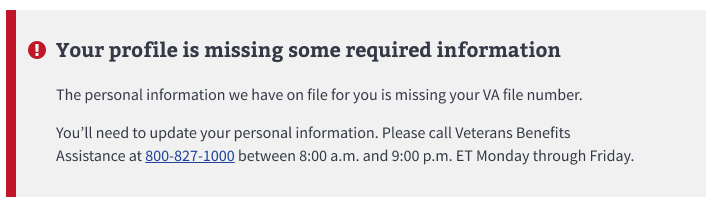 Your profile is missing some required information
The personal information we have on file for you is missing your VA file number.
You’ll need to update your personal information. Please call Veterans Benefits
Assistance at 800-827-1000 between 8:00 a.m. and 9:00 p.m. ET Monday through Friday.